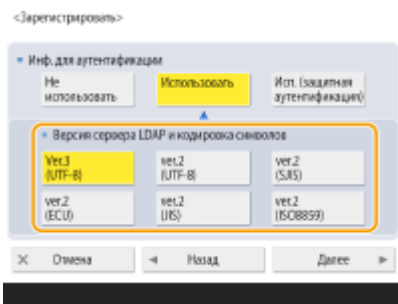 <Зарегистрировать>
Инф. для аутентификации
Не
использовать
Использовать
Исп. (защитная
аутентификация)
Версия сервера LDAP и кодировка символов
Ver.3
(UTF-8)
ver.2
(UTF-8)
ver.2
(SJIS)
ver.2
(ECU)
ver.2
(JIS)
ver.2
(ISO8859)
Отмена
Назад
Далее